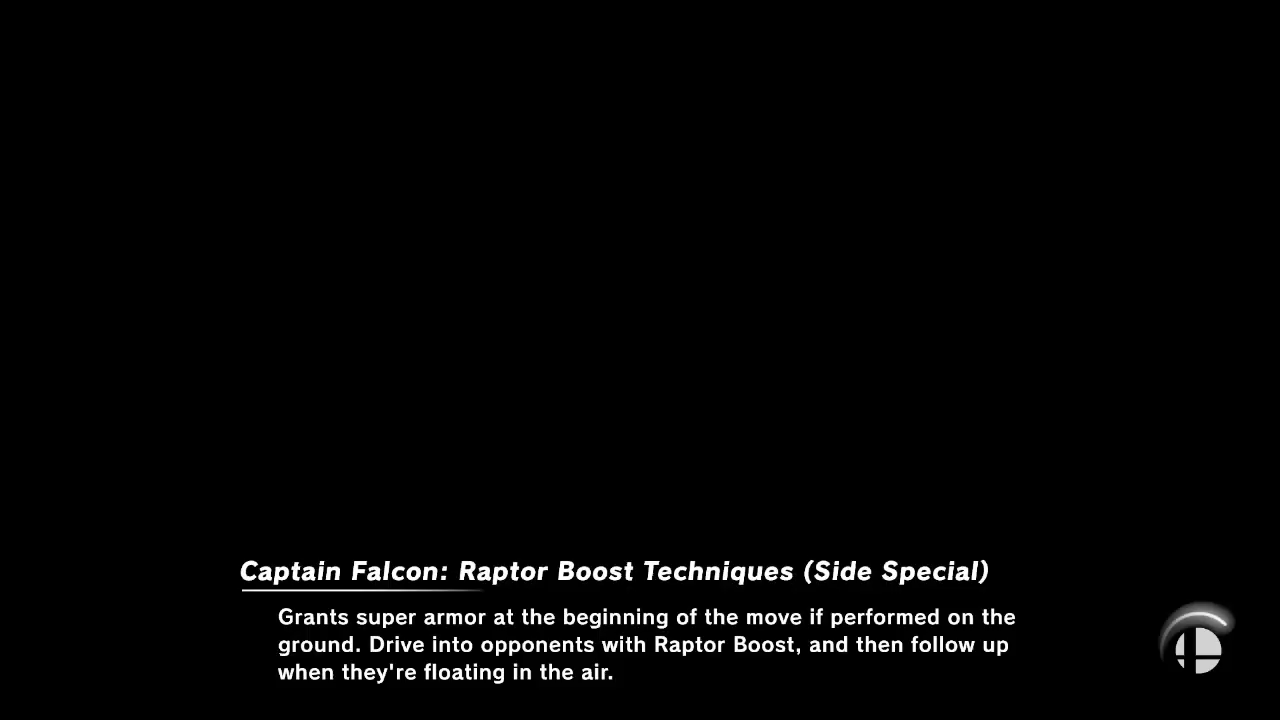 Captain Falcon: Raptor Boost Techniques (Side Special)
Grants super armor at the beginning of the move if performed on the
ground. Drive into opponents with Raptor Boost, and then follow up
when they're floating in the air.